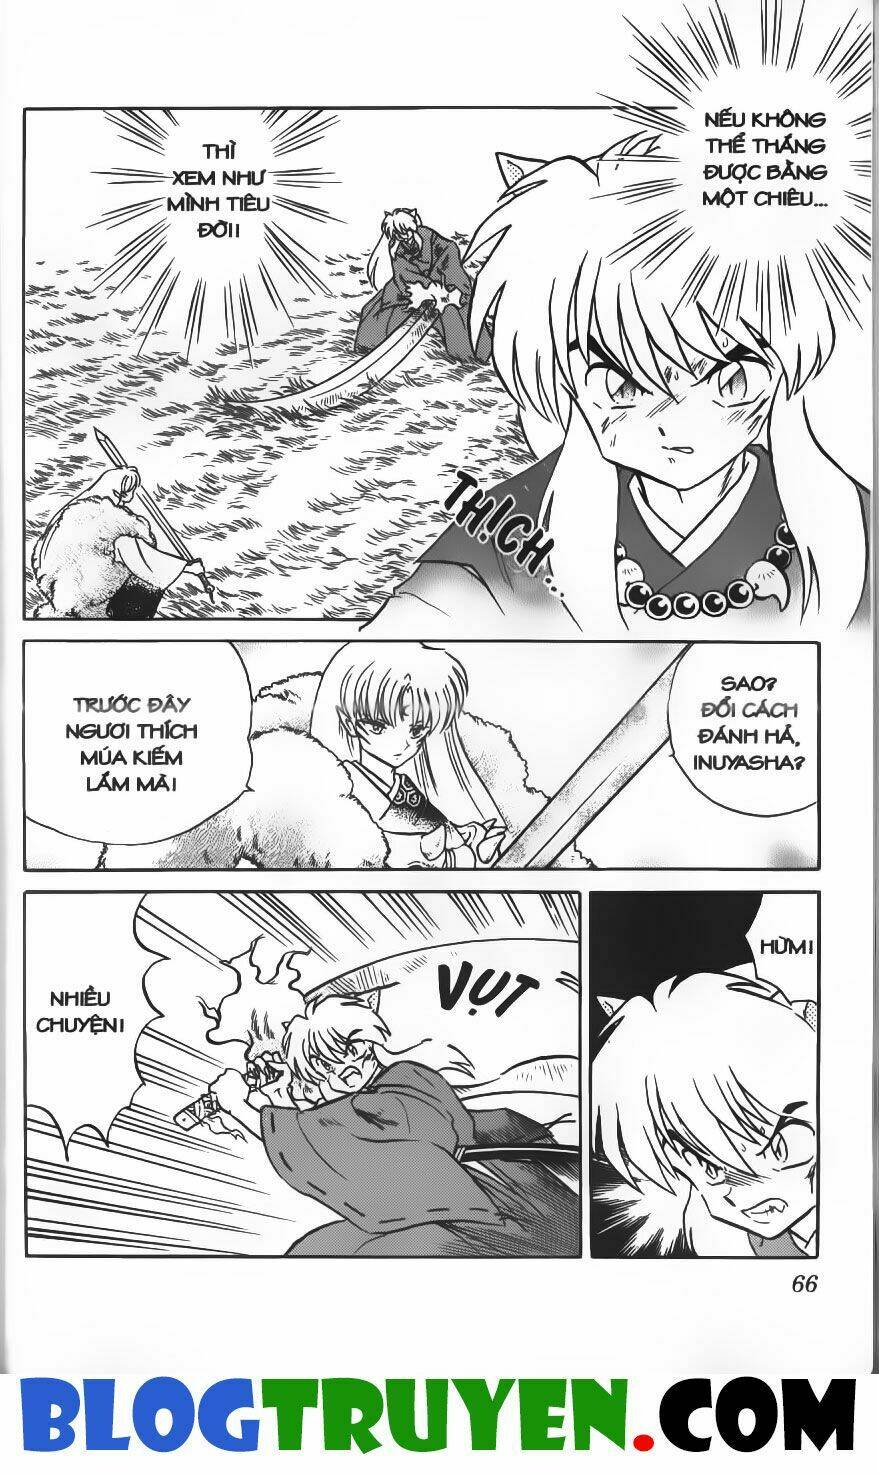 NẾU KHÔNG
THỂ THẮNG
ĐƯỢC BẰNG
MỘT CHIÊU...
THÌ
XEM NHƯ
MÌNH TIÊU
ĐỜI!
THỊCH...
SAO?
ĐỔI CÁCH
ĐÁNH HẢ,
INUYASHA?
TRƯỚC ĐÂY
NGƯƠI THÍCH
MÚA KIẾM
LẮM MÀ!
HỪM!
VỤT
NHIỀU
CHUYỆN!
66
BLOGTRUYEN.COM